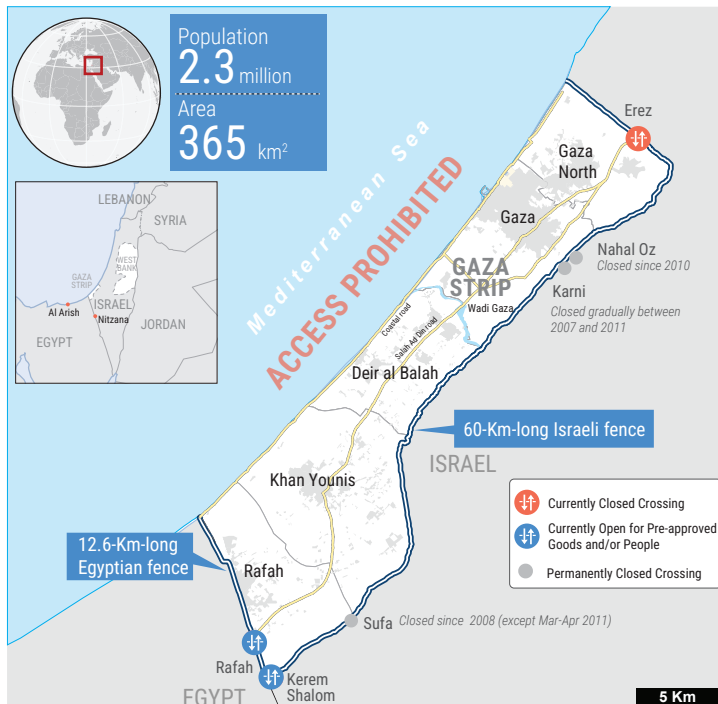 Population
2.3 million
Area
365 km²
LEBANON
SYRIA
WEST
BANK
GAZA
STRIP
ISRAEL
Al Arish
Nitzana
JORDAN
EGYPT
Mediterranean Sea
ACCESS PROHIBITED
Erez
Gaza
North
Gaza
Nahal Oz
Closed since 2010
Karni
Closed gradually between
2007 and 2011
GAZA
STRIP
Wadi Gaza
Coastal road
Salah Ad Din road
Deir al Balah
60-Km-long Israeli fence
ISRAEL
Khan Younis
Currently Closed Crossing
Currently Open for Pre-approved
Goods and/or People
Permanently Closed Crossing
12.6-Km-long
Egyptian fence
Rafah
Sufa Closed since 2008 (except Mar-Apr 2011)
Rafah
Kerem
Shalom
EGYPT
5 Km